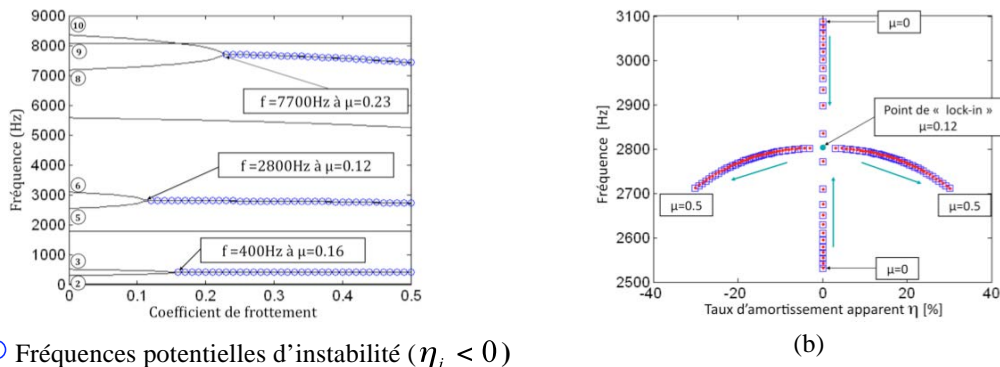 9000
8000
7000
6000
5000
4000
3000
2000
1000
0
Fréquence (Hz)
10
9
8
6
5
3
2
f =7700Hz à μ=0.23
f =2800Hz à μ=0.12
f =400Hz à μ=0.16
0 0.1 0.2 0.3 0.4 0.5
Coefficient de frottement
Fréquences potentielles d'instabilité (η_i < 0)
3100
3000
2900
2800
2700
2600
2500
Fréquence [Hz]
μ=0
Point de « lock-in »
μ=0.12
μ=0.5
μ=0.5
μ=0
-40 -20 0 20 40
Taux d'amortissement apparent η [%]
(b)